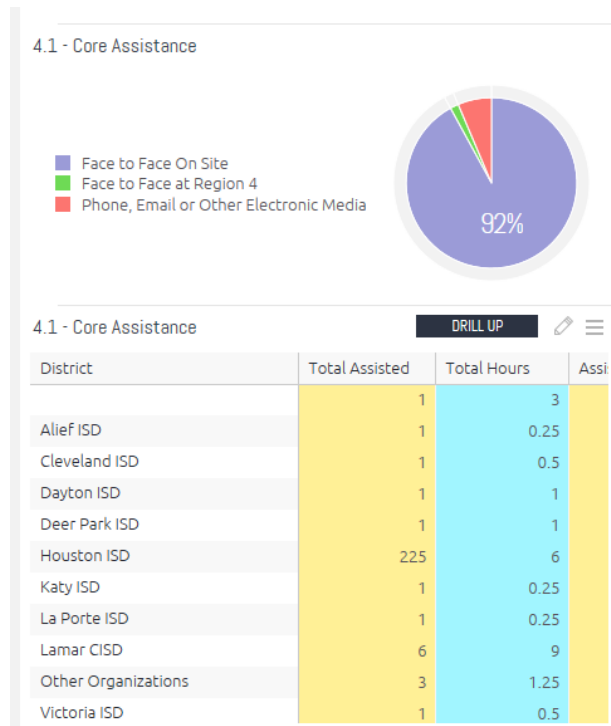 4.1 - Core Assistance
Face to Face On Site
Face to Face at Region 4
Phone, Email or Other Electronic Media
92%
4.1 - Core Assistance DRILL UP
District Total Assisted Total Hours
1 3
Alief ISD 1 0.25
Cleveland ISD 1 0.5
Dayton ISD 1 1
Deer Park ISD 1 1
Houston ISD 225 6
Katy ISD 1 0.25
La Porte ISD 1 0.25
Lamar CISD 6 9
Other Organizations 3 1.25
Victoria ISD 1 0.5